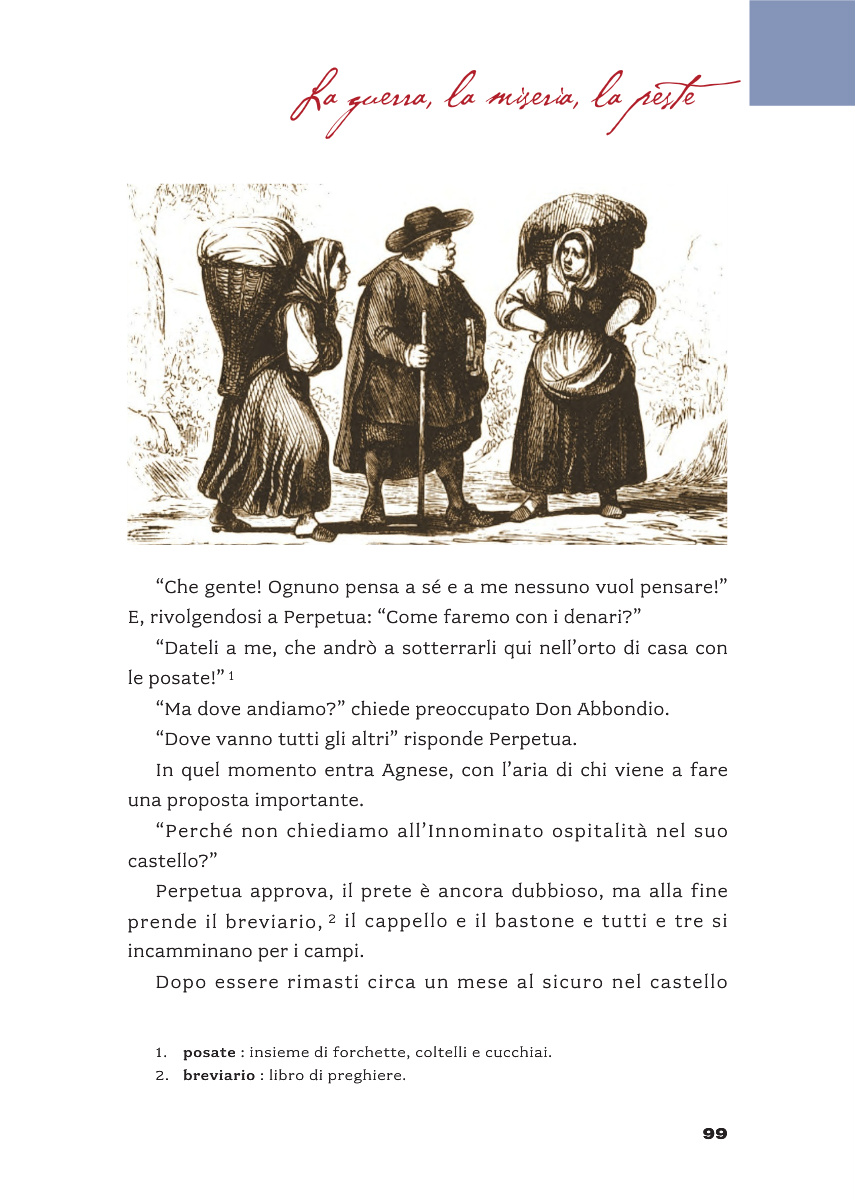 La guerra, la miseria, la peste
“Che gente! Ognuno pensa a sé e a me nessuno vuol pensare!”
E, rivolgendosi a Perpetua: “Come faremo con i denari?”
“Dateli a me, che andrò a sotterrarli qui nell’orto di casa con
le posate!” 1
“Ma dove andiamo?” chiede preoccupato Don Abbondio.
“Dove vanno tutti gli altri” risponde Perpetua.
In quel momento entra Agnese, con l’aria di chi viene a fare
una proposta importante.
“Perché non chiediamo all’Innominato ospitalità nel suo
castello?”
Perpetua approva, il prete è ancora dubbioso, ma alla fine
prende il breviario, 2 il cappello e il bastone e tutti e tre si
incamminano per i campi.
Dopo essere rimasti circa un mese al sicuro nel castello
1. posate : insieme di forchette, coltelli e cucchiai.
2. breviario : libro di preghiere.
99